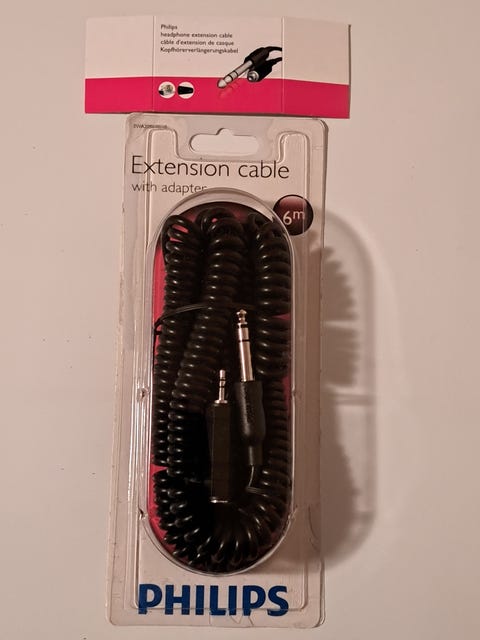 Philips
headphone extension cable
câble d'extension de casque
Kopfhörerverlängerungskabel
Extension cable
with adapter
6m
PHILIPS